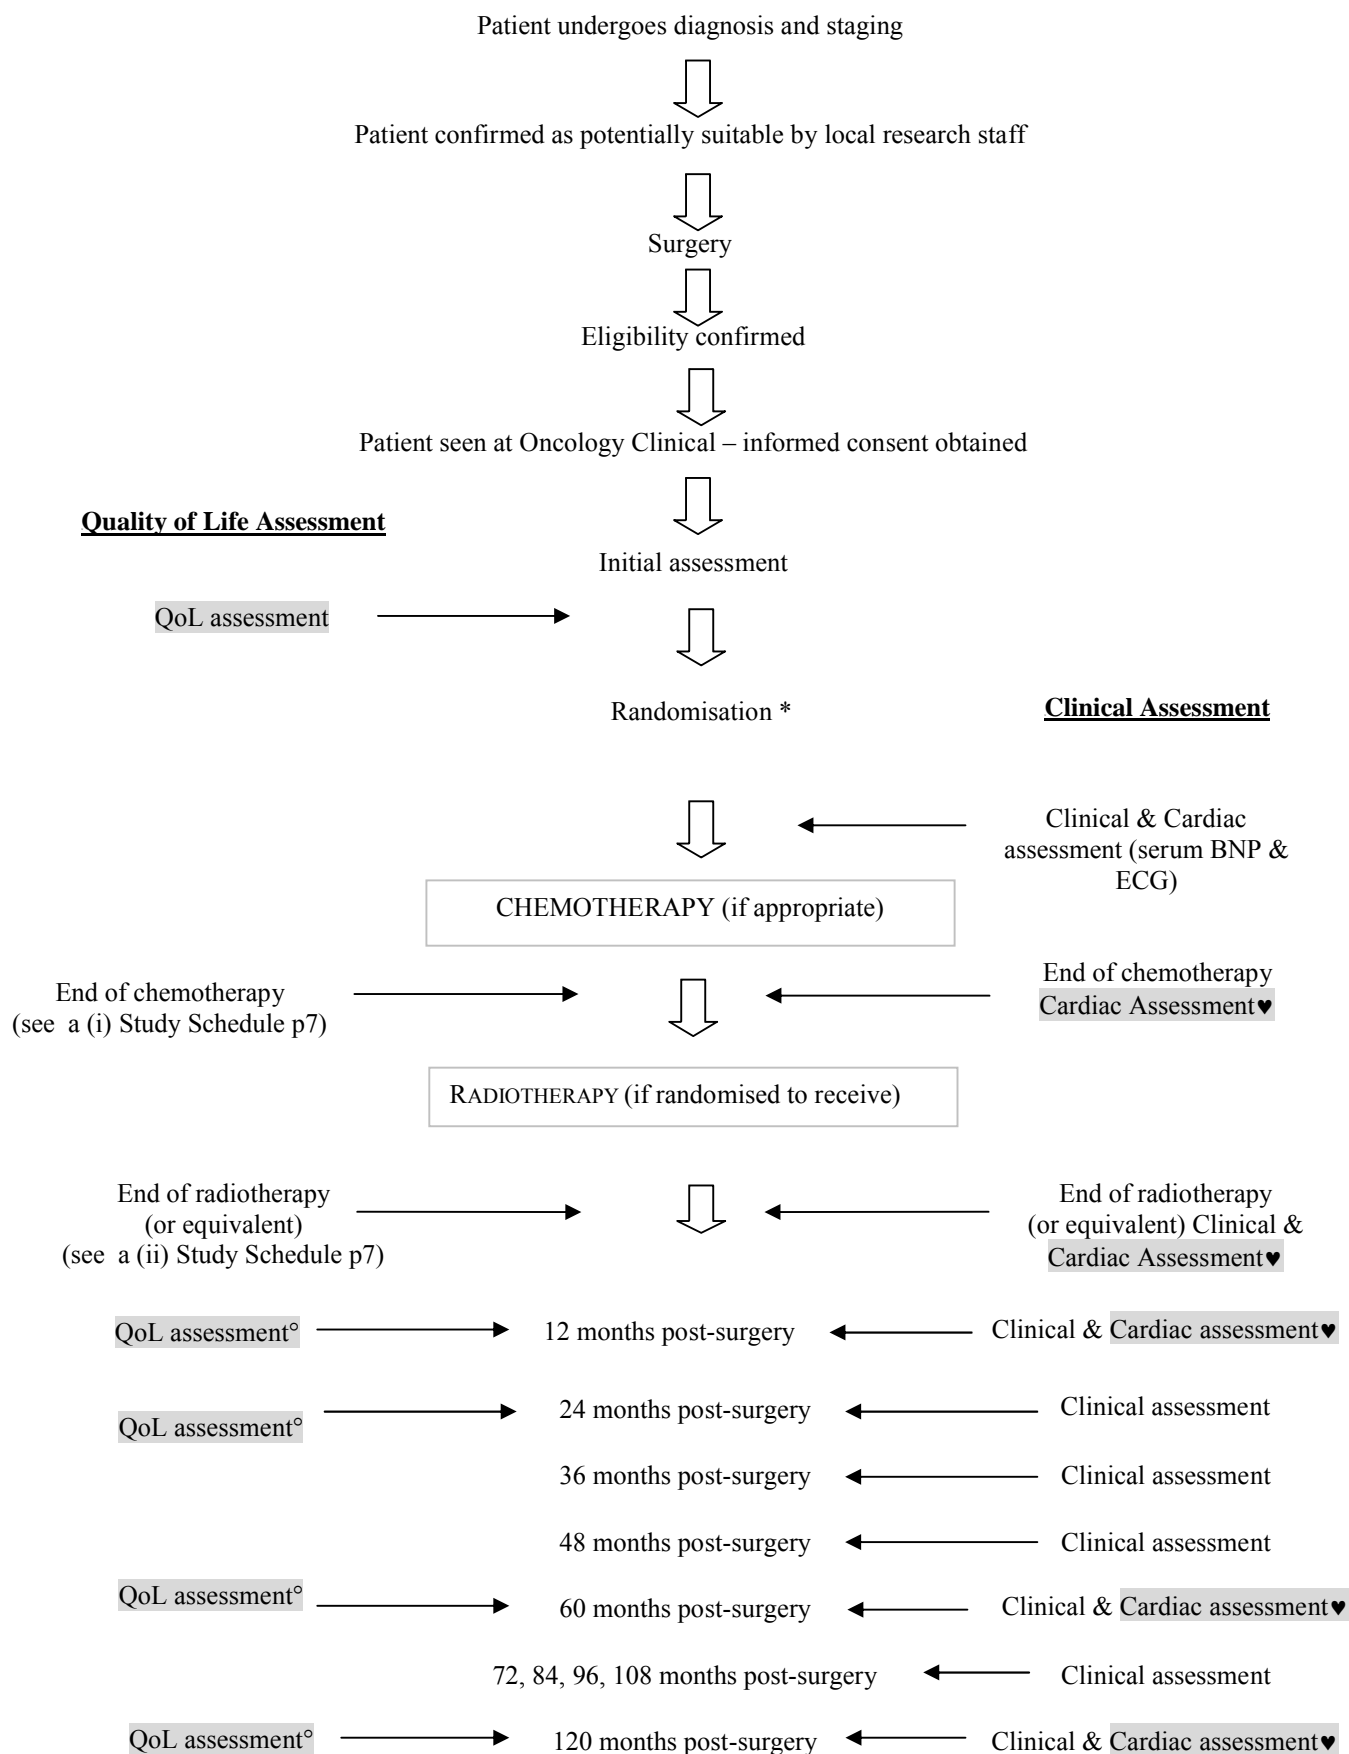 Patient undergoes diagnosis and staging
Patient confirmed as potentially suitable by local research staff
Surgery
Eligibility confirmed
Patient seen at Oncology Clinical – informed consent obtained
Quality of Life Assessment
Initial assessment
QoL assessment
Randomisation *
Clinical Assessment
Clinical & Cardiac
assessment (serum BNP &
ECG)
CHEMOTHERAPY (if appropriate)
End of chemotherapy
(see  a (i) Study Schedule p7)
End of chemotherapy
Cardiac Assessment♥
RADIOTHERAPY (if randomised to receive)
End of radiotherapy
(or equivalent)
(see  a (ii) Study Schedule p7)
End of radiotherapy
(or equivalent) Clinical &
Cardiac Assessment♥
QoL assessment°
12 months post-surgery
Clinical & Cardiac assessment♥
QoL assessment°
24 months post-surgery
Clinical assessment
36 months post-surgery
Clinical assessment
48 months post-surgery
Clinical assessment
QoL assessment°
60 months post-surgery
Clinical & Cardiac assessment♥
72, 84, 96, 108 months post-surgery
Clinical assessment
QoL assessment°
120 months post-surgery
Clinical & Cardiac assessment♥